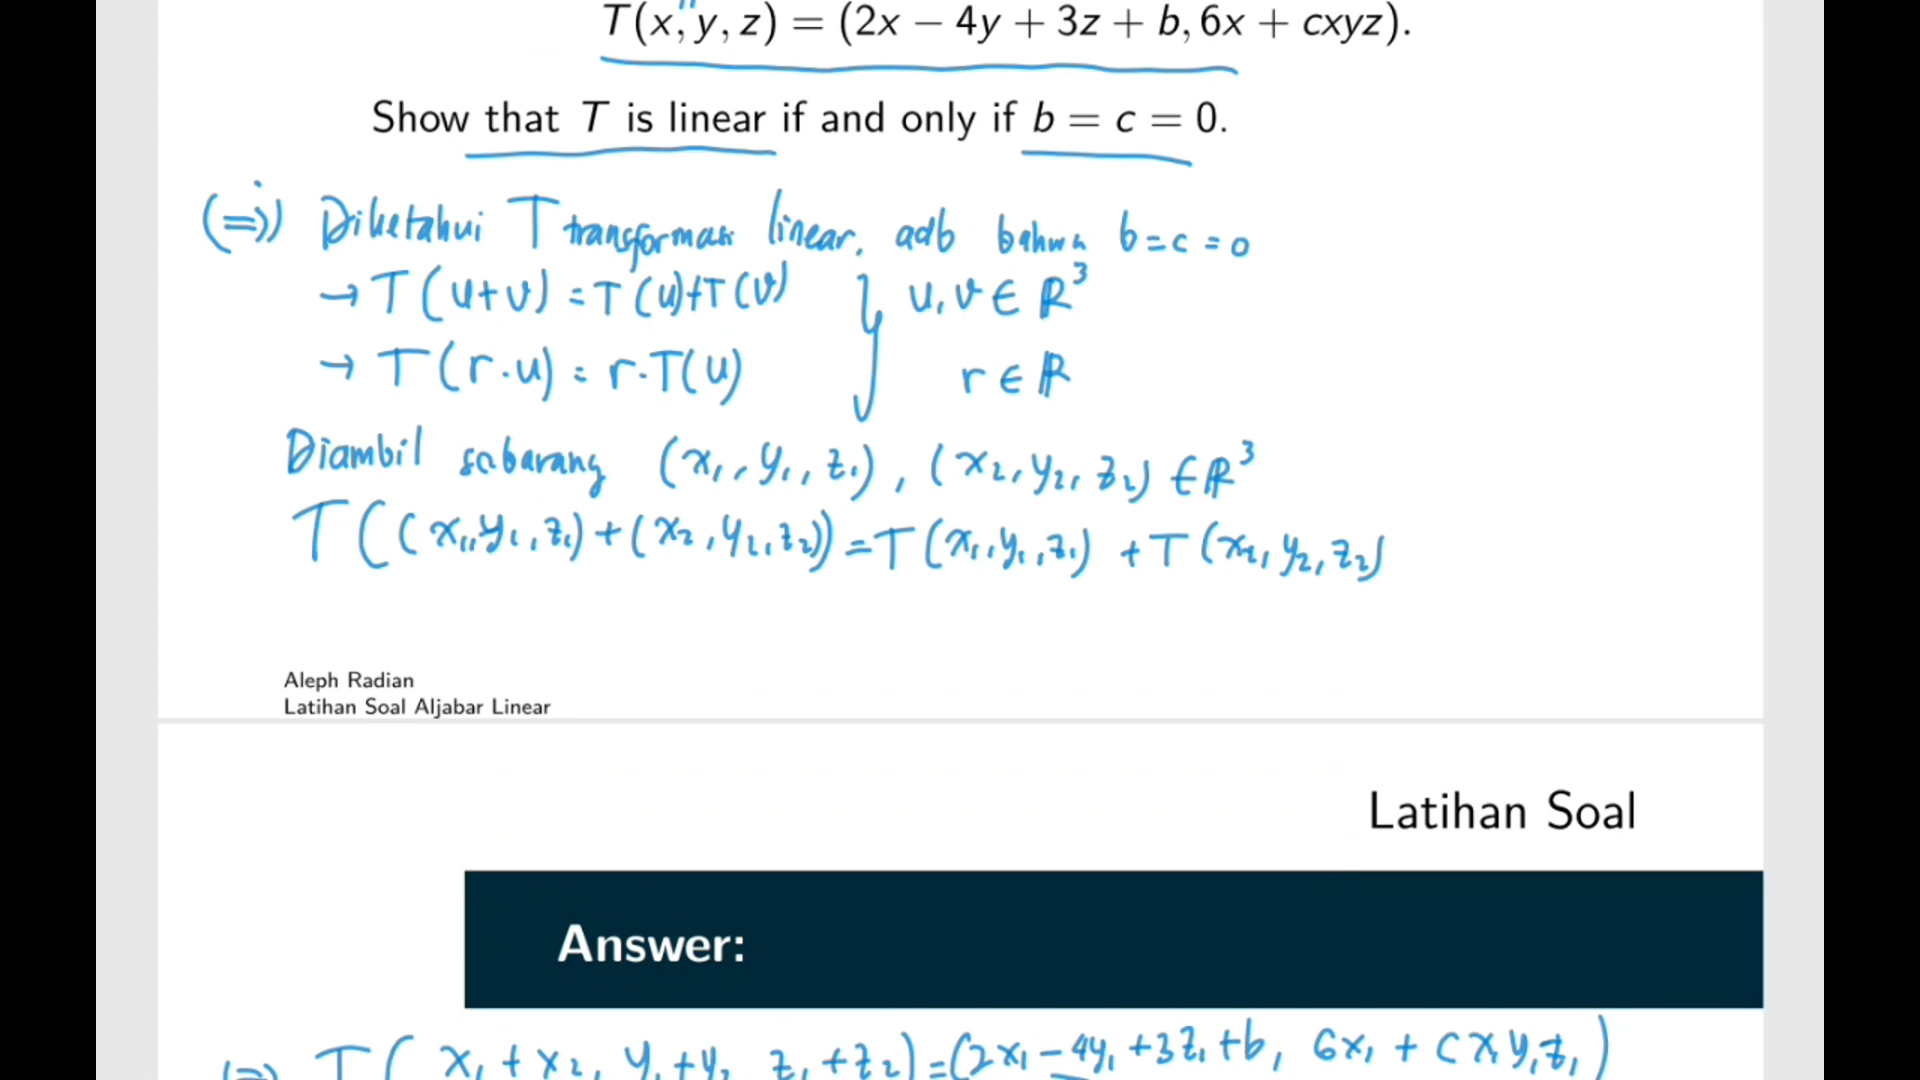 T(x, y, z) = (2x − 4y + 3z + b, 6x + cxyz).
Show that T is linear if and only if b = c = 0.
(⇒) Diketahui T transformasi linear. adb bahwa b = c = 0
→ T(u+v) = T(u)+T(v) } u, v ∈ ℝ³
→ T(r·u) = r·T(u) r ∈ ℝ
Diambil sebarang (x₁, y₁, z₁), (x₂, y₂, z₂) ∈ ℝ³
T((x₁, y₁, z₁) + (x₂, y₂, z₂)) = T(x₁, y₁, z₁) + T(x₂, y₂, z₂)
Aleph Radian
Latihan Soal Aljabar Linear
Latihan Soal
Answer:
(⇒) T(x₁ + x₂, y₁ + y₂, z₁ + z₂) = (2x₁ − 4y₁ + 3z₁ + b, 6x₁ + cx₁y₁z₁)